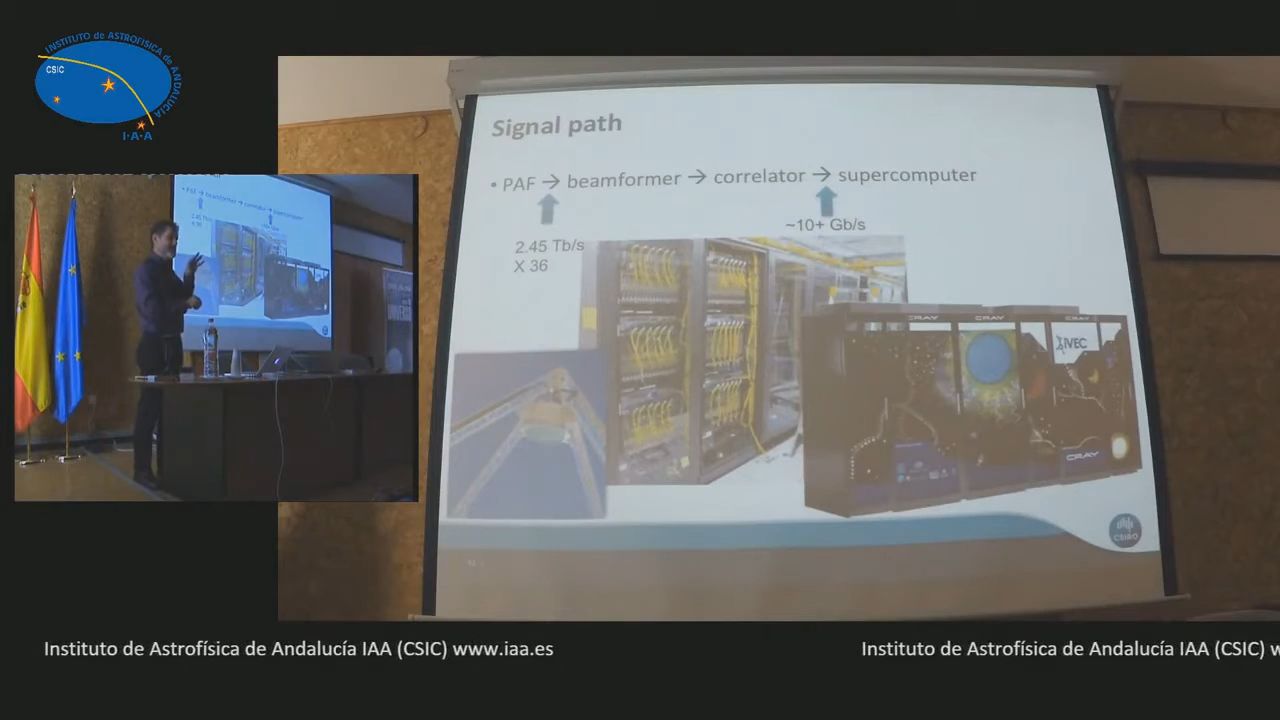 INSTITUTO de ASTROFÍSICA de ANDALUCÍA
CSIC
I·A·A
Signal path
• PAF → beamformer → correlator → supercomputer
2.45 Tb/s
X 36
~10+ Gb/s
CRAY
CRAY
CRAY
iVEC
CRAY
CSIRO
UNIVERSO
Instituto de Astrofísica de Andalucía IAA (CSIC) www.iaa.es
Instituto de Astrofísica de Andalucía IAA (CSIC) w